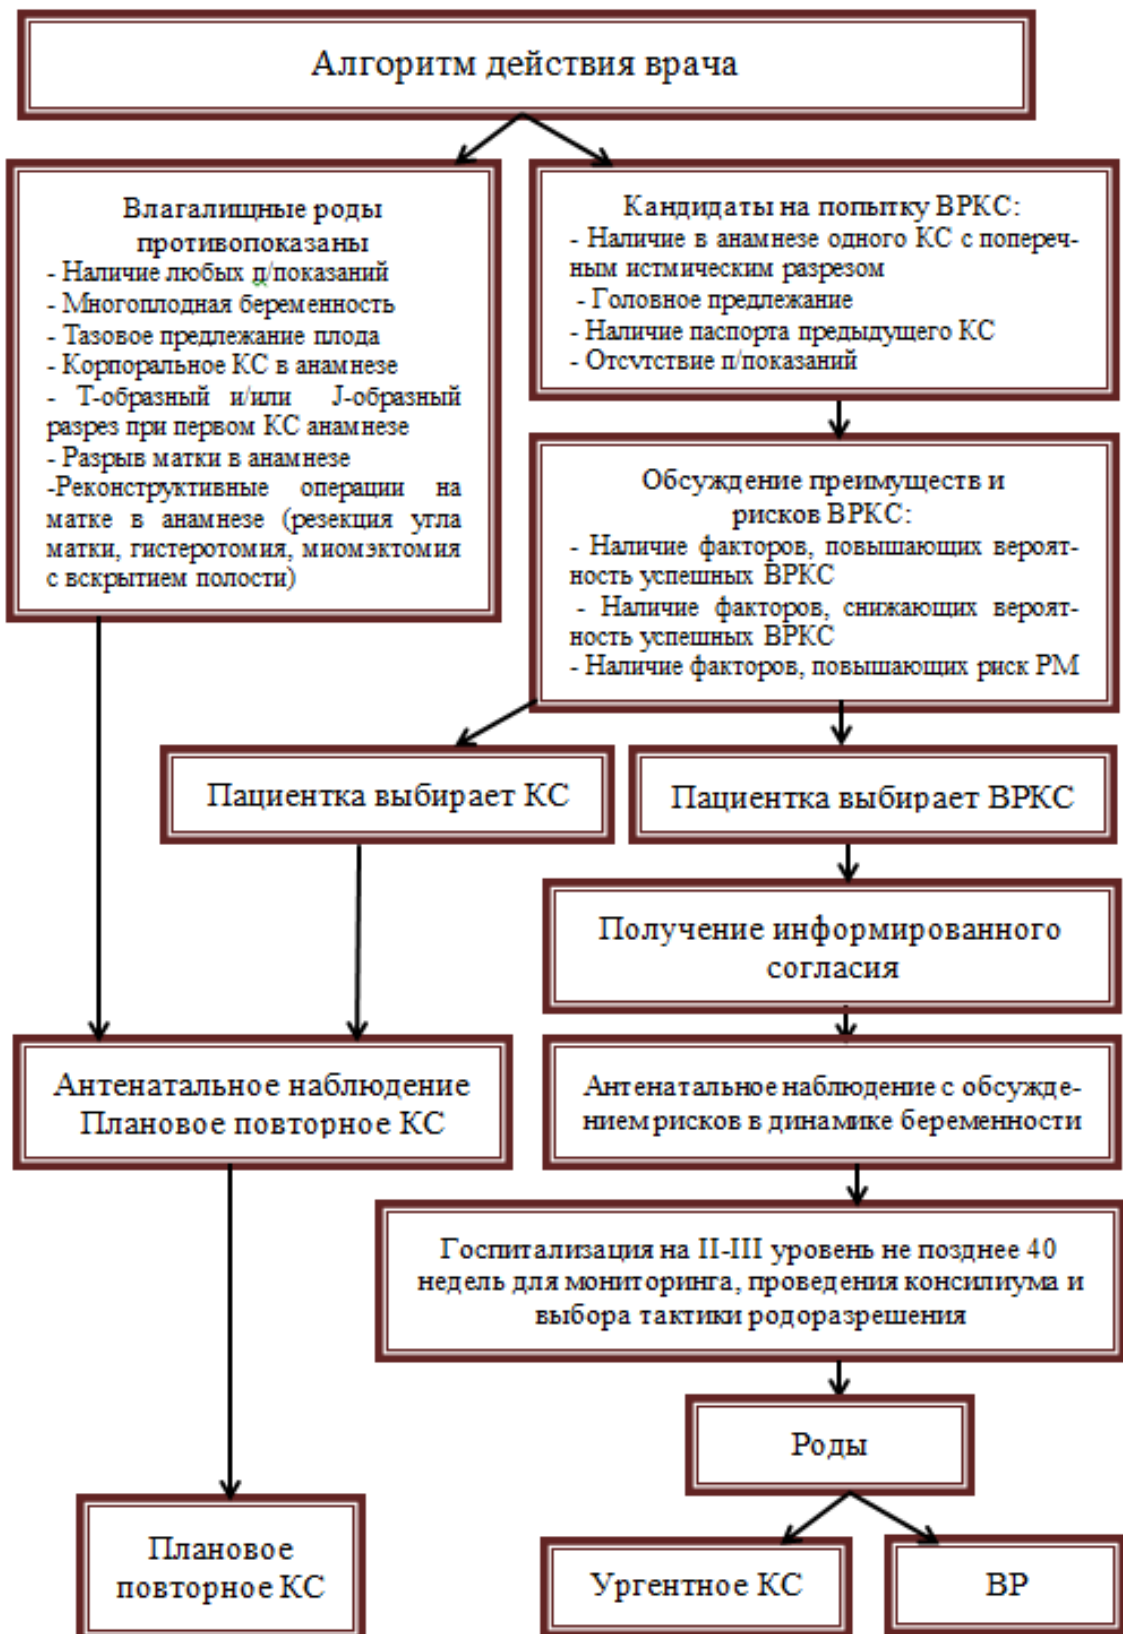 Алгоритм действия врача
Влагалищные роды
противопоказаны
- Наличие любых п/показаний
- Многоплодная беременность
- Тазовое предлежание плода
- Корпоральное КС в анамнезе
- Т-образный и/или J-образный
разрез при первом КС анамнезе
- Разрыв матки в анамнезе
-Реконструктивные операции на
матке в анамнезе (резекция угла
матки, гистеротомия, миомэктомия
с вскрытием полости)
Кандидаты на попытку ВРКС:
- Наличие в анамнезе одного КС с попереч-
ным истмическим разрезом
- Головное предлежание
- Наличие паспорта предыдущего КС
- Отсутствие п/показаний
Обсуждение преимуществ и
рисков ВРКС:
- Наличие факторов, повышающих вероят-
ность успешных ВРКС
- Наличие факторов, снижающих вероят-
ность успешных ВРКС
- Наличие факторов, повышающих риск РМ
Пациентка выбирает КС
Пациентка выбирает ВРКС
Получение информированного
согласия
Антенатальное наблюдение
Плановое повторное КС
Антенатальное наблюдение с обсужде-
нием рисков в динамике беременности
Госпитализация на II-III уровень не позднее 40
недель для мониторинга, проведения консилиума и
выбора тактики родоразрешения
Роды
Плановое
повторное КС
Ургентное КС
ВР